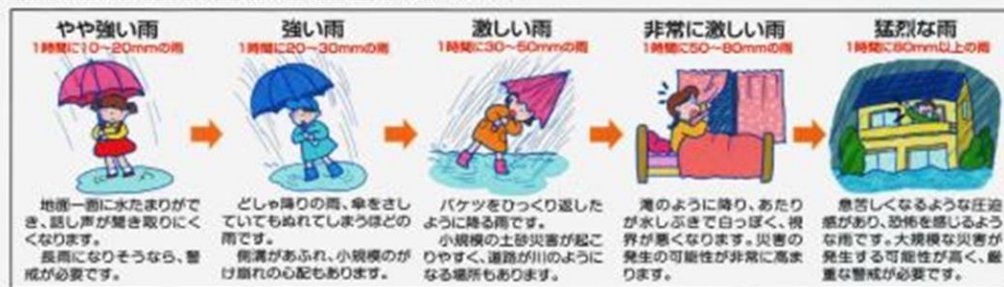 やや強い雨
1時間に10~20mmの雨
地面一面に水たまりがで
き、話し声が聞き取りにく
くなります。
長雨になりそうなら、警
戒が必要です。
強い雨
1時間に20~30mmの雨
どしゃ降りの雨、傘をさし
ていてもぬれてしまうほどの
雨です。
側溝があふれ、小規模のが
け崩れの心配もあります。
激しい雨
1時間に30~50mmの雨
バケツをひっくり返した
ように降る雨です。
小規模の土砂災害が起こ
りやすく、道路が川のように
なる場所もあります。
非常に激しい雨
1時間に50~80mmの雨
滝のように降り、あたり
が水しぶきで白っぽく、視
界が悪くなります。災害の
発生の可能性が非常に高ま
ります。
猛烈な雨
1時間に80mm以上の雨
息苦しくなるような圧迫
感があり、恐怖を感じるよう
な雨です。大規模な災害が
発生する可能性が高く、厳
重な警戒が必要です。